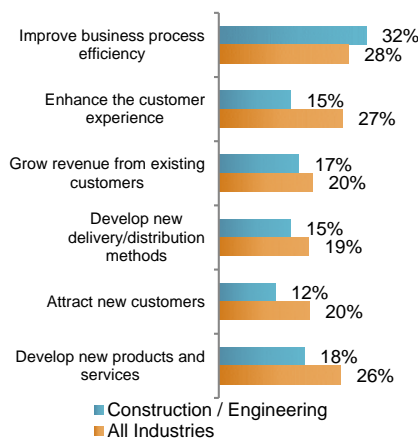 Improve business process
efficiency
32%
28%
Enhance the customer
experience
15%
27%
Grow revenue from existing
customers
17%
20%
Develop new
delivery/distribution
methods
15%
19%
Attract new customers
12%
20%
Develop new products and
services
18%
26%
Construction / Engineering
All Industries